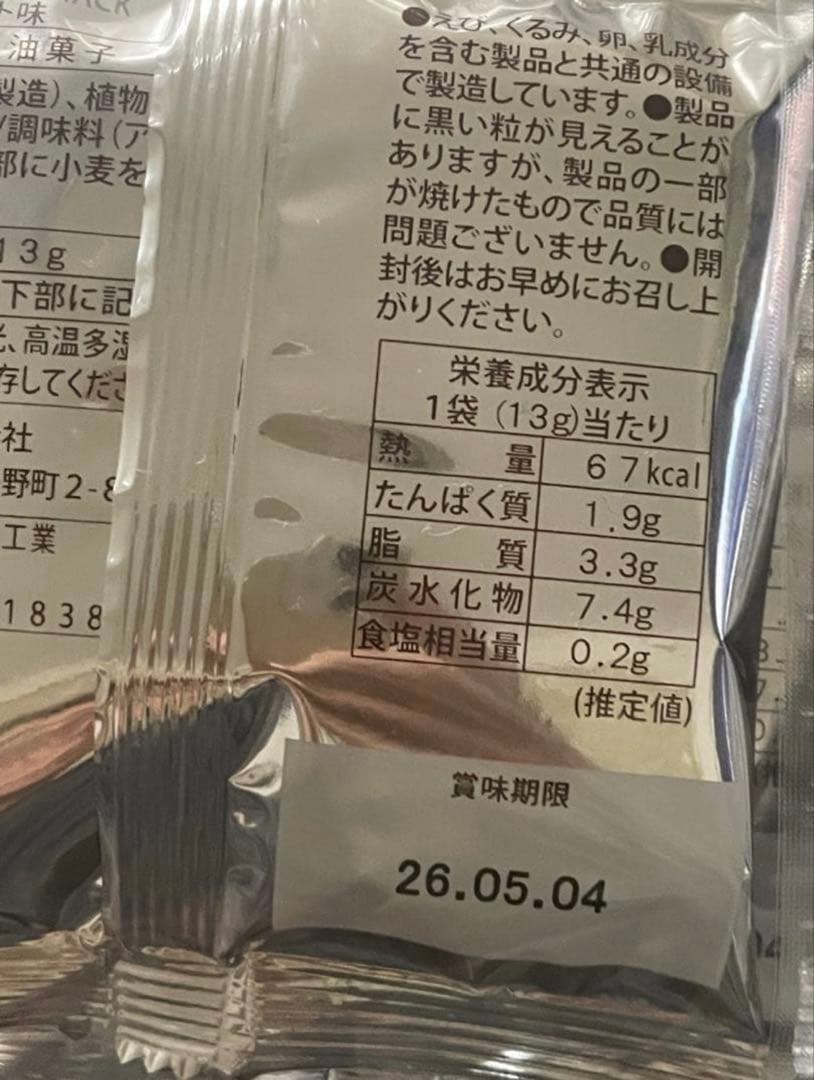 ト味
油菓子
製造)、植物
/調味料(ア
部に小麦を
13g
下部に記
、高温多湿
存してくださ
社
野町2-8
工業
1838
●えび、くるみ、卵、乳成分
を含む製品と共通の設備
で製造しています。●製品
に黒い粒が見えることが
ありますが、製品の一部
が焼けたもので品質には
問題ございません。●開
封後はお早めにお召し上
がりください。
栄養成分表示
1袋(13g)当たり
熱量 67kcal
たんぱく質 1.9g
脂質 3.3g
炭水化物 7.4g
食塩相当量 0.2g
(推定値)
賞味期限
26.05.04